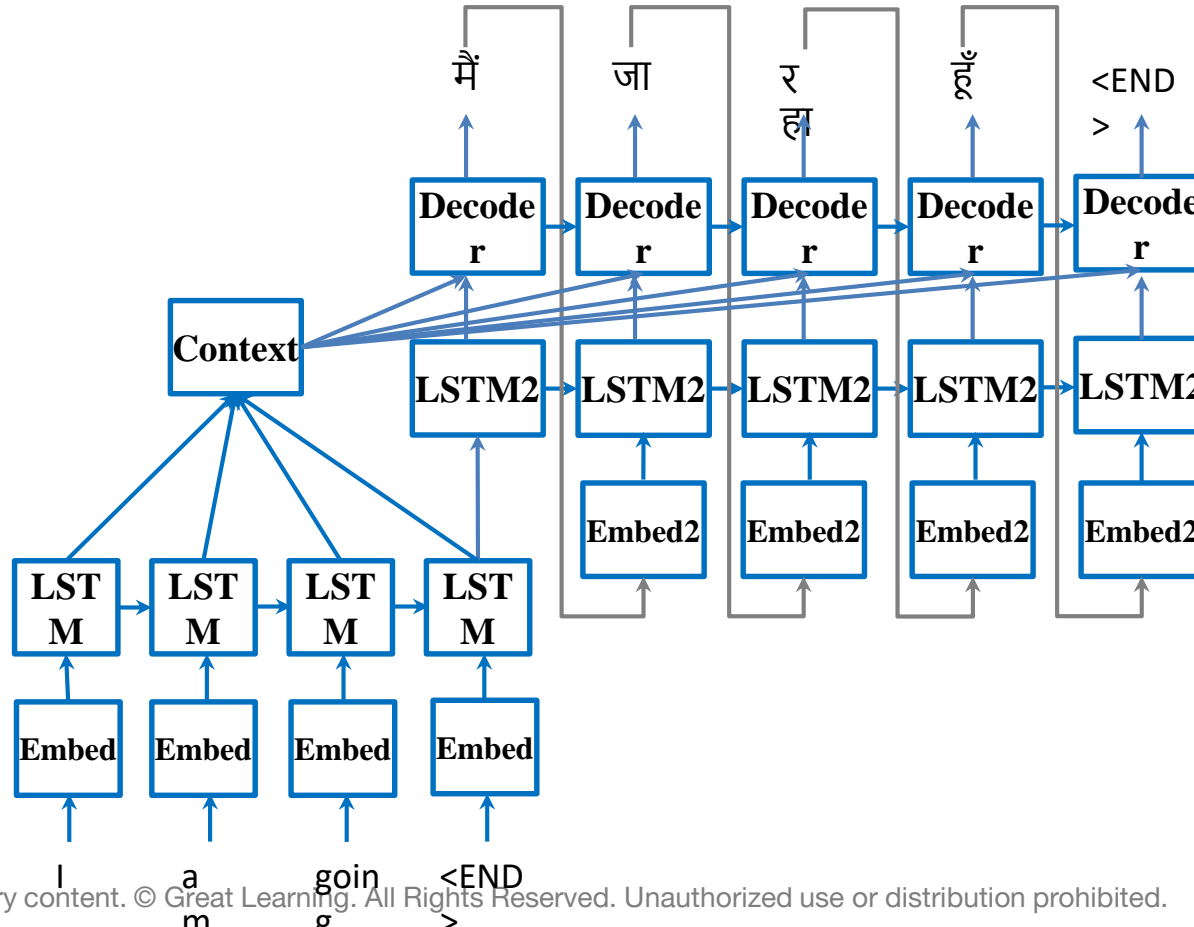 मैं जा र हूँ <END
हा >
Decode Decode Decode Decode Decode
r r r r r
Context
LSTM2 LSTM2 LSTM2 LSTM2 LSTM2
Embed2 Embed2 Embed2 Embed2
LST LST LST LST
M M M M
Embed Embed Embed Embed
I a goin <END
ry content. © Great Learning. All Rights Reserved. Unauthorized use or distribution prohibited.
m g >